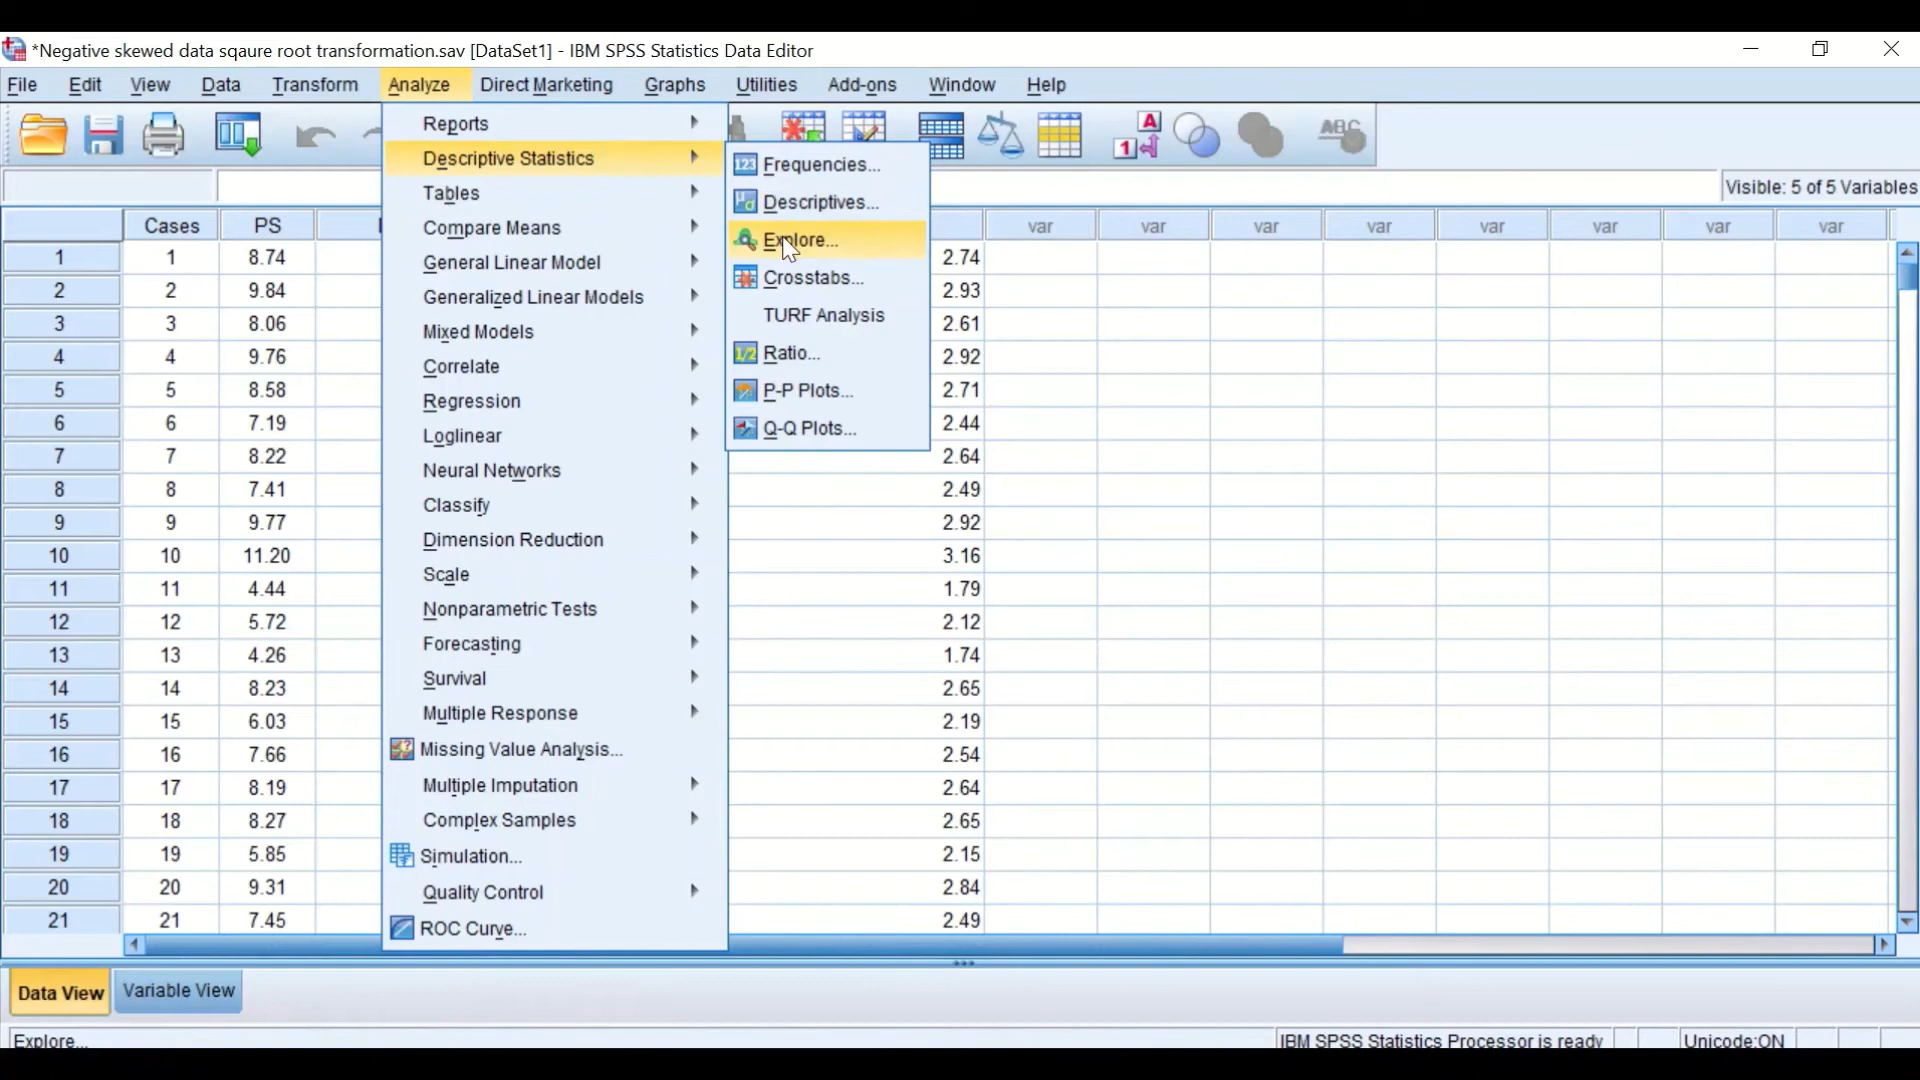 *Negative skewed data sqaure root transformation.sav [DataSet1] - IBM SPSS Statistics Data Editor
File Edit View Data Transform Analyze Direct Marketing Graphs Utilities Add-ons Window Help
Visible: 5 of 5 Variables
Reports
Descriptive Statistics
Tables
Compare Means
General Linear Model
Generalized Linear Models
Mixed Models
Correlate
Regression
Loglinear
Neural Networks
Classify
Dimension Reduction
Scale
Nonparametric Tests
Forecasting
Survival
Multiple Response
Missing Value Analysis...
Multiple Imputation
Complex Samples
Simulation...
Quality Control
ROC Curve...
Frequencies...
Descriptives...
Explore...
Crosstabs...
TURF Analysis
Ratio...
P-P Plots...
Q-Q Plots...
Cases PS var var var var var var var var
1 1 8.74 2.74
2 2 9.84 2.93
3 3 8.06 2.61
4 4 9.76 2.92
5 5 8.58 2.71
6 6 7.19 2.44
7 7 8.22 2.64
8 8 7.41 2.49
9 9 9.77 2.92
10 10 11.20 3.16
11 11 4.44 1.79
12 12 5.72 2.12
13 13 4.26 1.74
14 14 8.23 2.65
15 15 6.03 2.19
16 16 7.66 2.54
17 17 8.19 2.64
18 18 8.27 2.65
19 19 5.85 2.15
20 20 9.31 2.84
21 21 7.45 2.49
Data View Variable View
Explore... IBM SPSS Statistics Processor is ready Unicode:ON